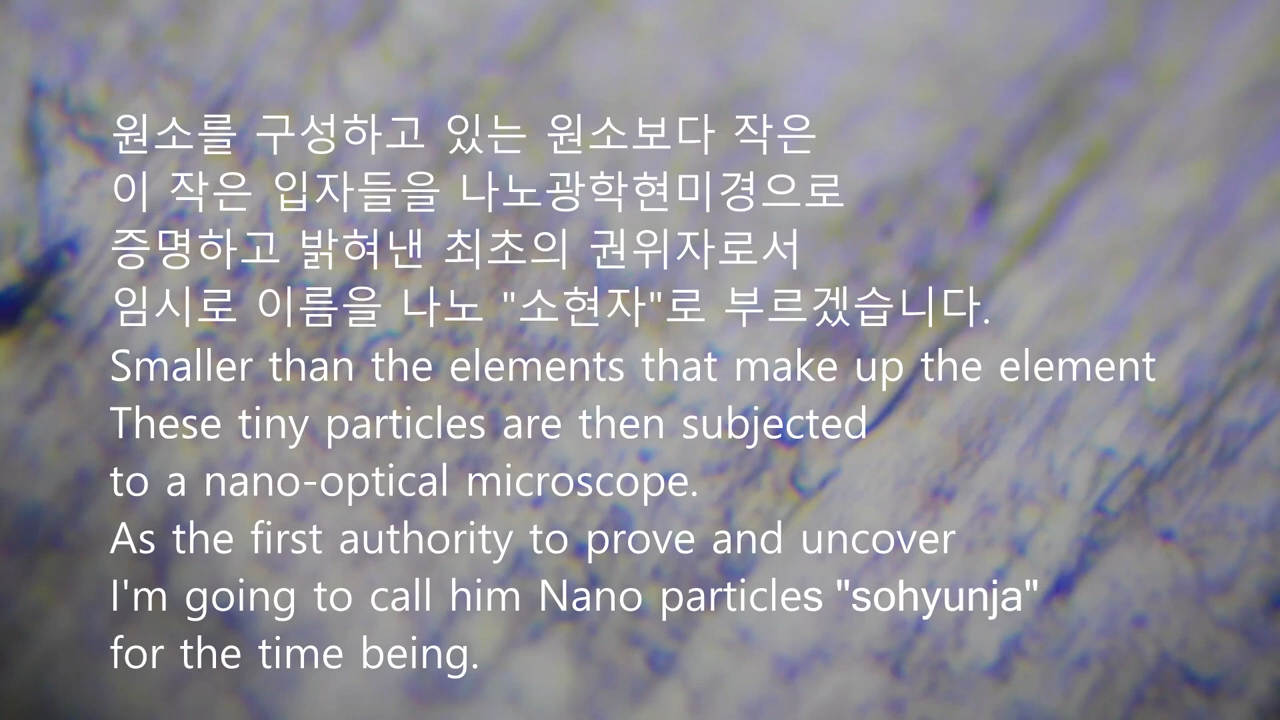 원소를 구성하고 있는 원소보다 작은
이 작은 입자들을 나노광학현미경으로
증명하고 밝혀낸 최초의 권위자로서
임시로 이름을 나노 "소현자"로 부르겠습니다.
Smaller than the elements that make up the element
These tiny particles are then subjected
to a nano-optical microscope.
As the first authority to prove and uncover
I'm going to call him Nano particles "sohyunja"
for the time being.